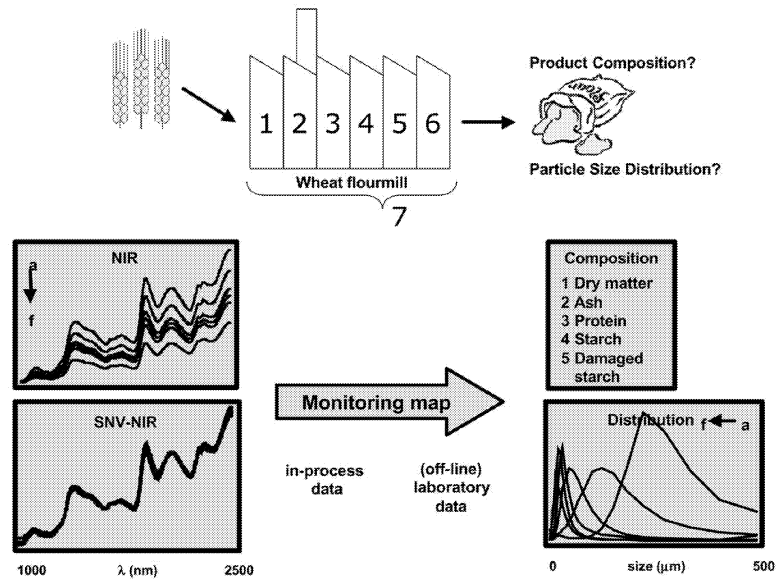 Product Composition?
1 2 3 4 5 6
Wheat flourmill
7
Particle Size Distribution?
NIR
a
f
SNV-NIR
1000 λ (nm) 2500
Monitoring map
in-process
data
(off-line)
laboratory
data
Composition
1 Dry matter
2 Ash
3 Protein
4 Starch
5 Damaged
starch
Distribution
f a
0 size (μm) 500